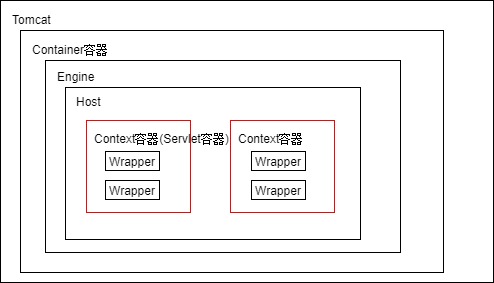 Tomcat
Container容器
Engine
Host
Context容器(Servlet容器) Context容器
Wrapper Wrapper
Wrapper Wrapper